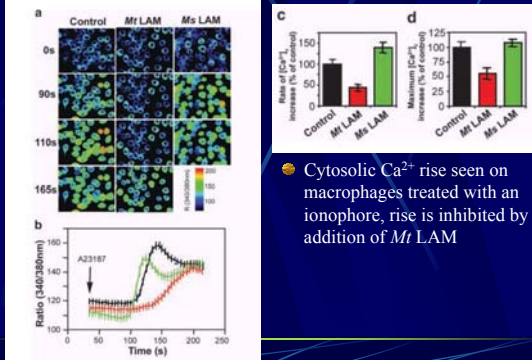 a
Control Mt LAM Ms LAM
0s
90s
110s
165s
200
150
100
R (340/380nm)
b
A23187
160
140
120
100
Ratio (340/380nm)
0 50 100 150 200 250
Time (s)
c
Rate of [Ca²⁺]i
increase (% of control)
150
100
50
0
Control
Mt LAM
Ms LAM
d
Maximum [Ca²⁺]i
increase (% of control)
125
100
75
50
25
0
Control
Mt LAM
Ms LAM
Cytosolic Ca²⁺ rise seen on
macrophages treated with an
ionophore, rise is inhibited by
addition of Mt LAM